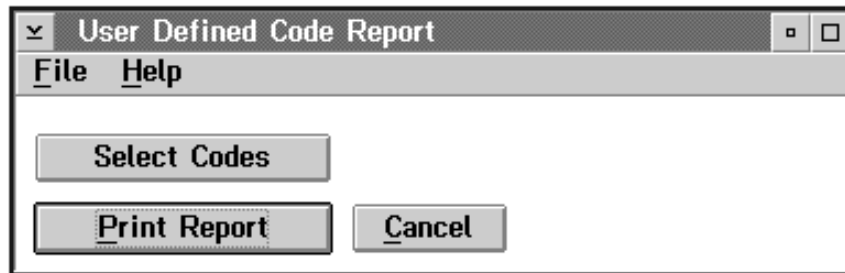 User Defined Code Report
File Help
Select Codes
Print Report Cancel